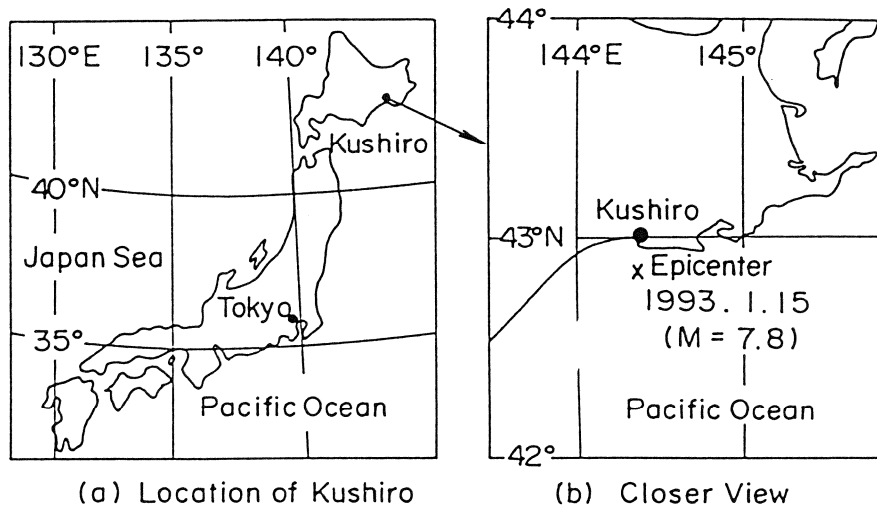 130°E 135° 140°
Kushiro
40°N
Japan Sea
Tokyo
35°
Pacific Ocean
(a) Location of Kushiro
44°
144°E 145°
Kushiro
43°N
x Epicenter
1993. 1. 15
(M = 7.8)
Pacific Ocean
42°
(b) Closer View